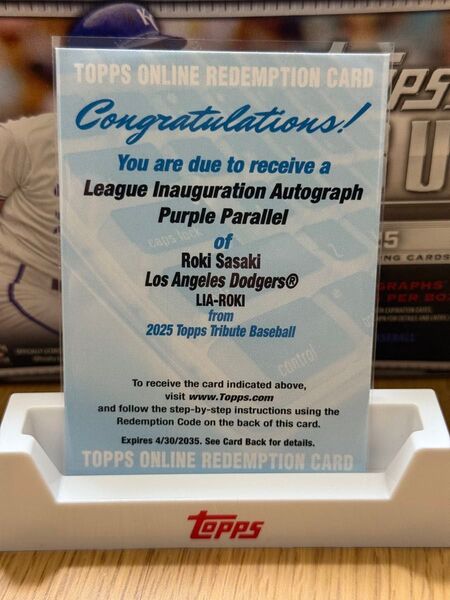 TOPPS ONLINE REDEMPTION CARD
Congratulations!
You are due to receive a
League Inauguration Autograph
Purple Parallel
of
Roki Sasaki
Los Angeles Dodgers®
LIA-ROKI
from
2025 Topps Tribute Baseball
caps lock
control
To receive the card indicated above,
visit www.Topps.com
and follow the step-by-step instructions using the
Redemption Code on the back of this card.
Expires 4/30/2035. See Card Back for details.
TOPPS ONLINE REDEMPTION CARD
TOPPS